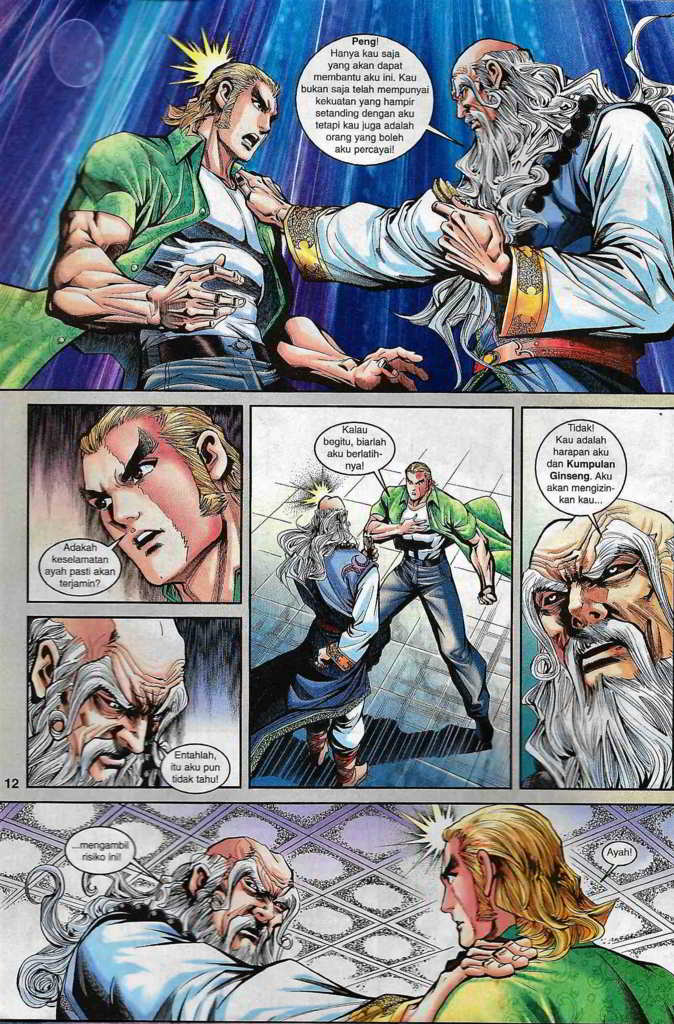 Peng!
Hanya kau saja
yang akan dapat
membantu aku ini. Kau
bukan saja telah mempunyai
kekuatan yang hampir
setanding dengan aku
tetapi kau juga adalah
orang yang boleh
aku percayai!
Adakah
keselamatan
ayah pasti akan
terjamin?
Entahlah,
itu aku pun
tidak tahu!
Kalau
begitu, biarlah
aku berlatih-
nya!
Tidak!
Kau adalah
harapan aku
dan Kumpulan
Ginseng. Aku
akan mengizin-
kan kau...
12
...mengambil
risiko ini!
Ayah!